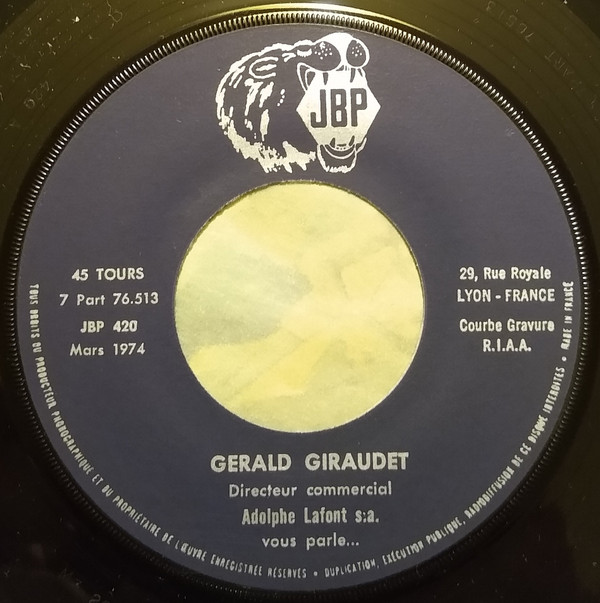 JBP
45 TOURS
7 Part 76.513
JBP 420
Mars 1974
29, Rue Royale
LYON - FRANCE
Courbe Gravure
R.I.A.A.
GERALD GIRAUDET
Directeur commercial
Adolphe Lafont s:a.
vous parle...
TOUS DROITS DU PRODUCTEUR PHONOGRAPHIQUE ET DU PROPRIÉTAIRE DE L'ŒUVRE ENREGISTRÉE RÉSERVÉS • DUPLICATION, EXÉCUTION PUBLIQUE, RADIODIFFUSION DE CE DISQUE INTERDITES • MADE IN FRANCE